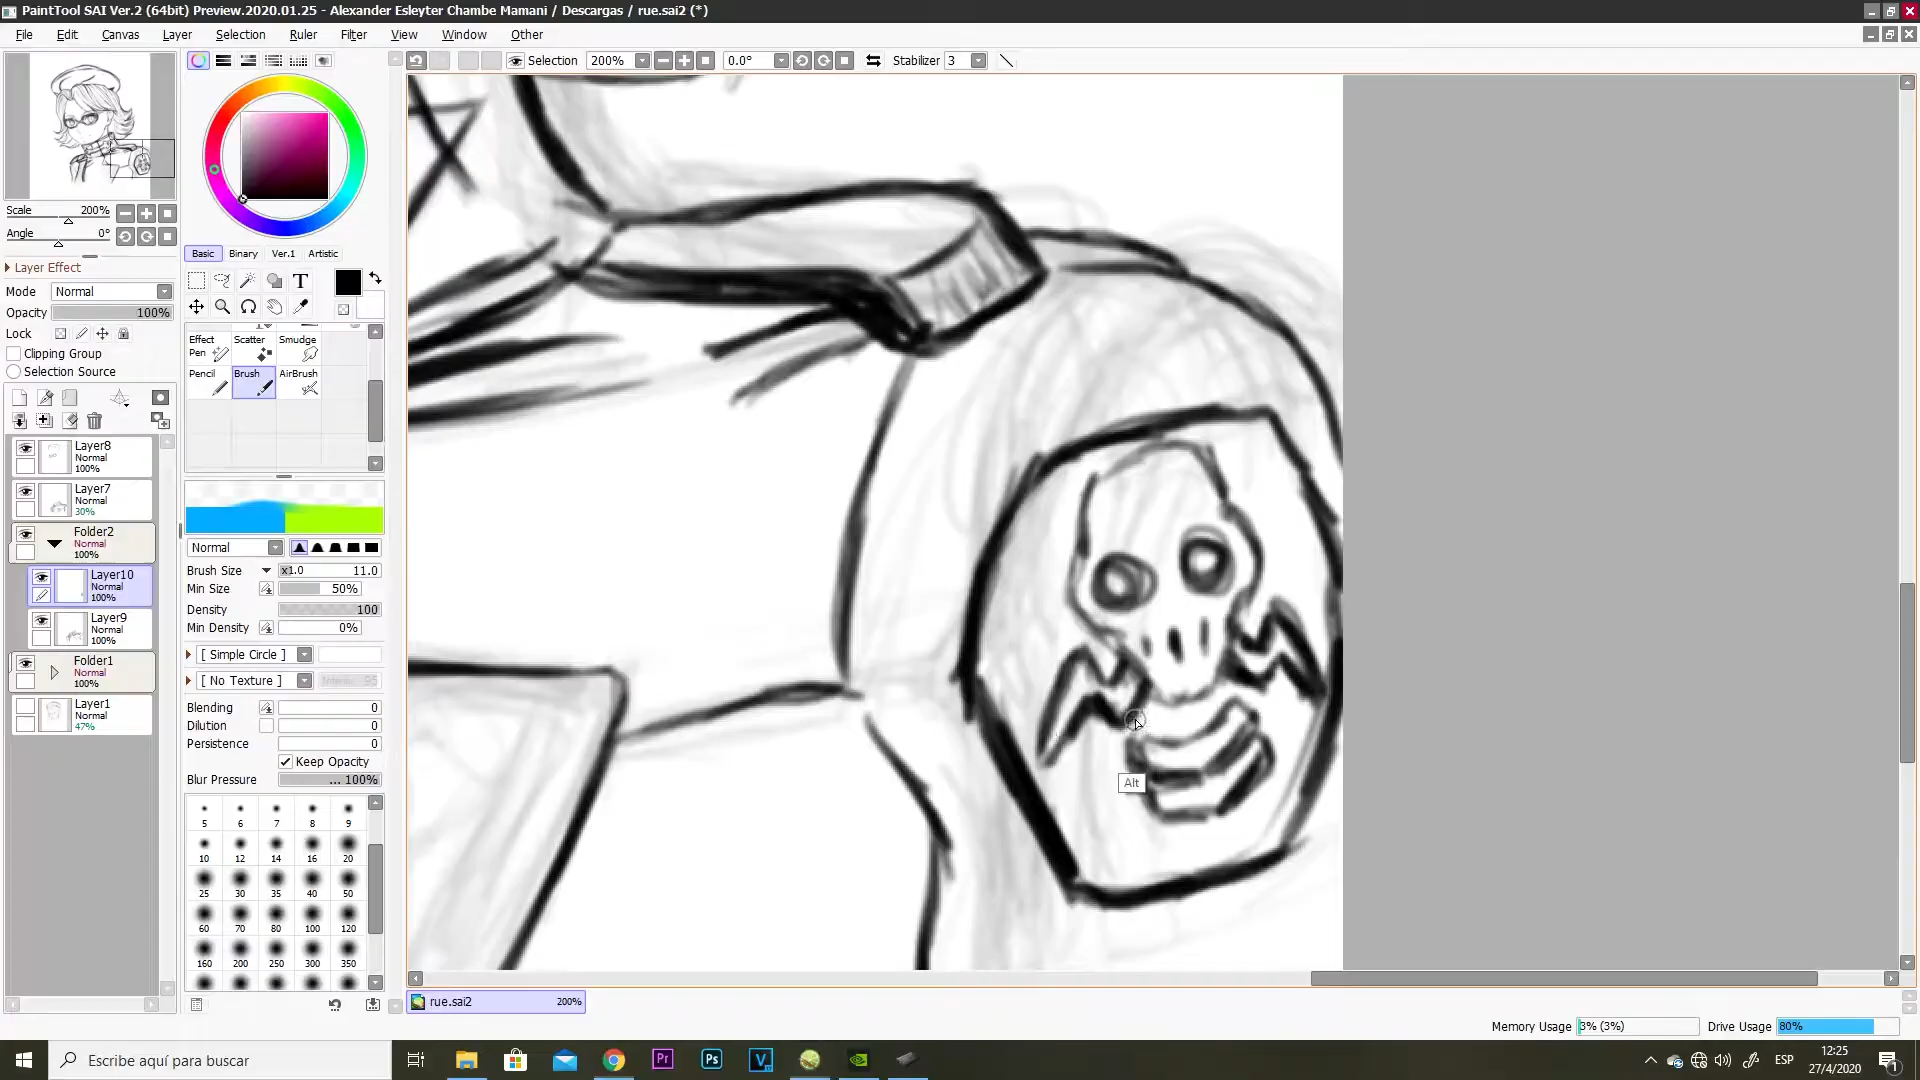 PaintTool SAI Ver.2 (64bit) Preview.2020.01.25 - Alexander Esleyter Chambe Mamani / Descargas / rue.sai2 (*)
File Edit Canvas Layer Selection Ruler Filter View Window Other
Selection 200% 0.0° Stabilizer 3
Scale 200%
Angle 0°
Layer Effect
Mode Normal
Opacity 100%
Lock
Clipping Group
Selection Source
Layer8
Normal
100%
Layer7
Normal
30%
Folder2
Normal
100%
Layer10
Normal
100%
Layer9
Normal
100%
Folder1
Normal
100%
Layer1
Normal
47%
Basic Binary Ver.1 Artistic
T
Effect Pen Scatter Smudge
Pencil Brush AirBrush
Normal
Brush Size x1.0 11.0
Min Size 50%
Density 100
Min Density 0%
[ Simple Circle ]
[ No Texture ] 95
Blending 0
Dilution 0
Persistence 0
Keep Opacity
Blur Pressure ... 100%
5 6 7 8 9
10 12 14 16 20
25 30 35 40 50
60 70 80 100 120
160 200 250 300 350
Alt
rue.sai2 200%
Memory Usage 3% (3%) Drive Usage 80%
Escribe aquí para buscar
Pr
Ps
V
ESP
12:25
27/4/2020
1